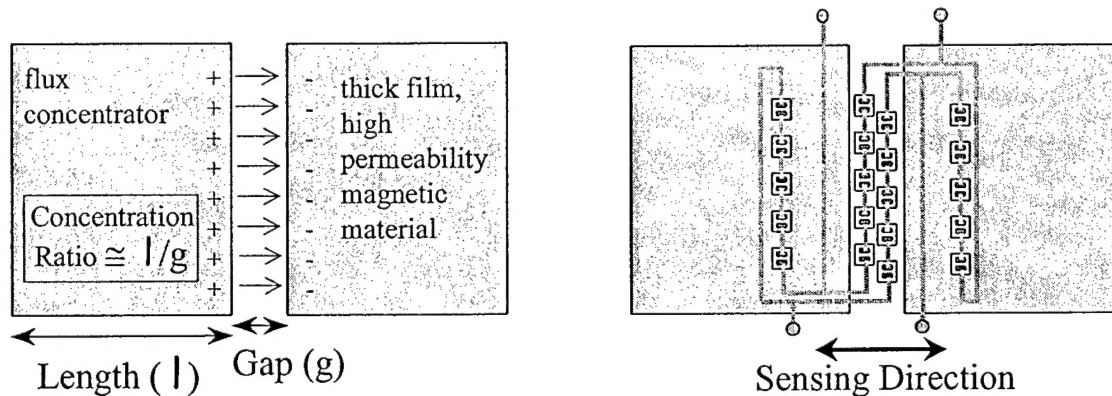 flux
concentrator
Concentration
Ratio ≅ l/g
+
+
+
+
+
+
+
+
-
-
-
-
-
-
-
-
thick film,
high
permeability
magnetic
material
Length ( l )
Gap (g)
Sensing Direction